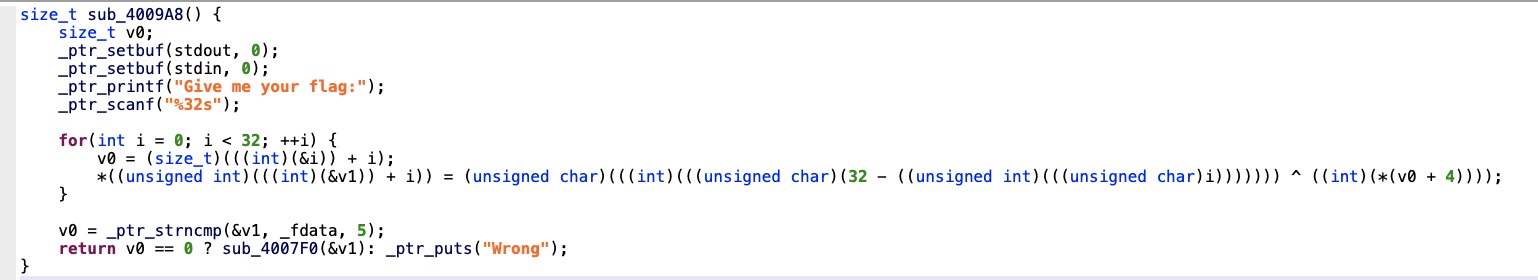 size_t sub_4009A8() {
    size_t v0;
    _ptr_setbuf(stdout, 0);
    _ptr_setbuf(stdin, 0);
    _ptr_printf("Give me your flag:");
    _ptr_scanf("%32s");

    for(int i = 0; i < 32; ++i) {
        v0 = (size_t)(((int)(&i)) + i);
        *((unsigned int)(((int)(&v1)) + i)) = (unsigned char)(((int)(((unsigned char)(32 - ((unsigned int)(((unsigned char)i))))))) ^ ((int)(*(v0 + 4))));
    }

    v0 = _ptr_strncmp(&v1, _fdata, 5);
    return v0 == 0 ? sub_4007F0(&v1): _ptr_puts("Wrong");
}